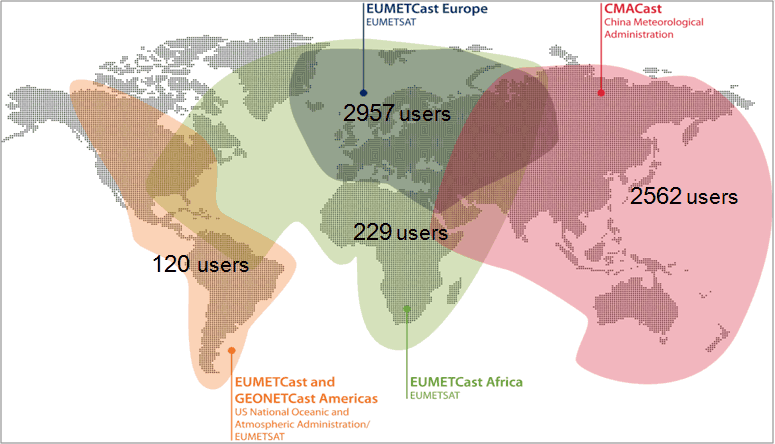 EUMETCast Europe
EUMETSAT
CMACast
China Meteorological
Administration
2957 users
2562 users
229 users
120 users
EUMETCast and
GEONETCast Americas
US National Oceanic and
Atmospheric Administration/
EUMETSAT
EUMETCast Africa
EUMETSAT